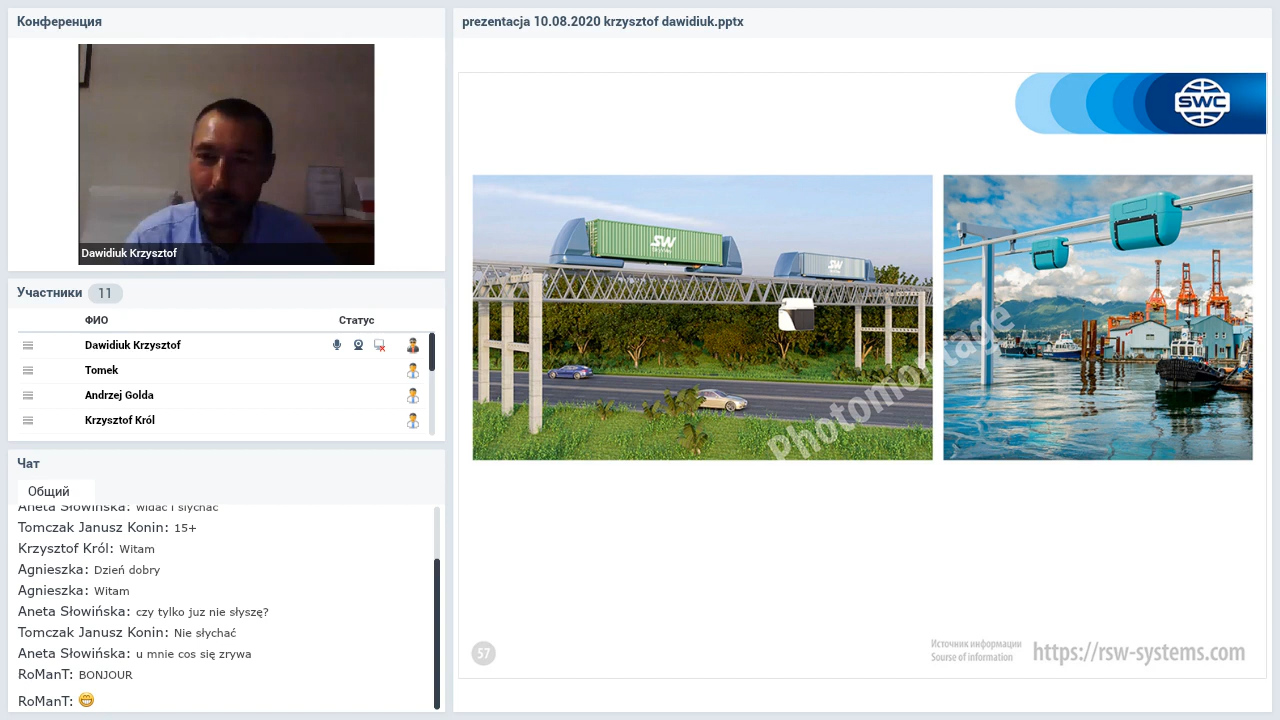 Конференция
Dawidiuk Krzysztof
Участники 11
ФИО Статус
Dawidiuk Krzysztof
Tomek
Andrzej Golda
Krzysztof Król
Чат
Общий
Aneta Słowińska: widać i słychać
Tomczak Janusz Konin: 15+
Krzysztof Król: Witam
Agnieszka: Dzień dobry
Agnieszka: Witam
Aneta Słowińska: czy tylko juz nie słyszę?
Tomczak Janusz Konin: Nie słychać
Aneta Słowińska: u mnie cos się zrywa
RoManT: BONJOUR
RoManT: 😁
prezentacja 10.08.2020 krzysztof dawidiuk.pptx
SWC
SW
SW
Photomontage
57
Источник информации
Sourse of information
https://rsw-systems.com